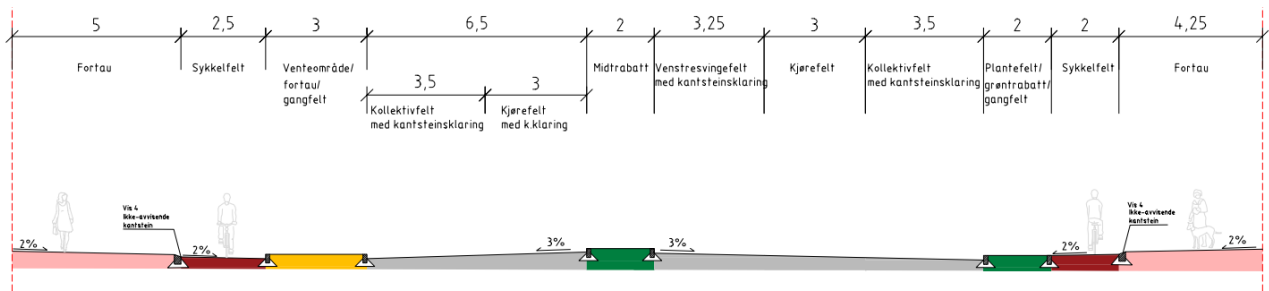 5
2,5
3
6,5
2
3,25
3
3,5
2
2
4,25
Fortau
Sykkelfelt
Venteområde/
fortau/
gangfelt
3,5
3
Kollektivfelt
med kantsteinsklaring
Kjørefelt
med k.klaring
Midtrabatt
Venstresvingefelt
med kantsteinsklaring
Kjørefelt
Kollektivfelt
med kantsteinsklaring
Plantefelt/
grøntrabatt/
gangfelt
Sykkelfelt
Fortau
Vis 4
Ikke-avvisende
kantstein
Vis 4
Ikke-avvisende
kantstein
2%
2%
3%
3%
2%
2%